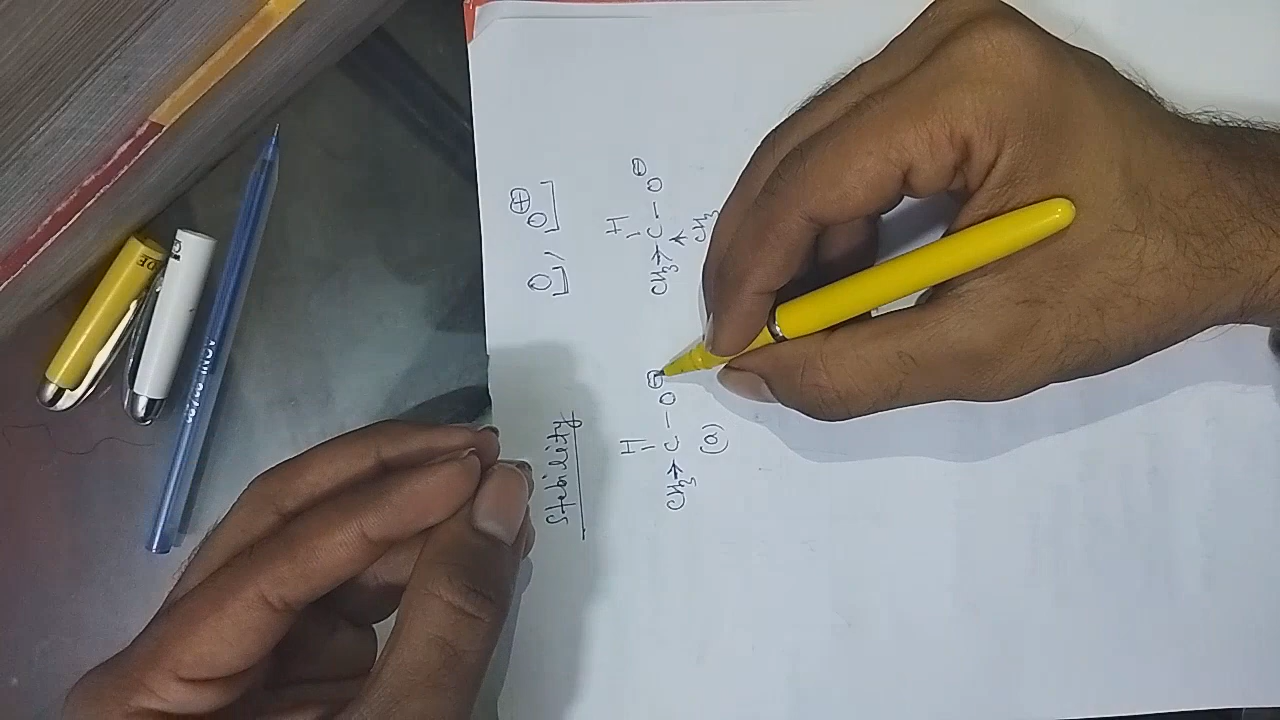 Stability O], O⊕]
H H ⊖
| |
CH₃→C—O⊖ CH₃→C—O
↑
(a) CH₃